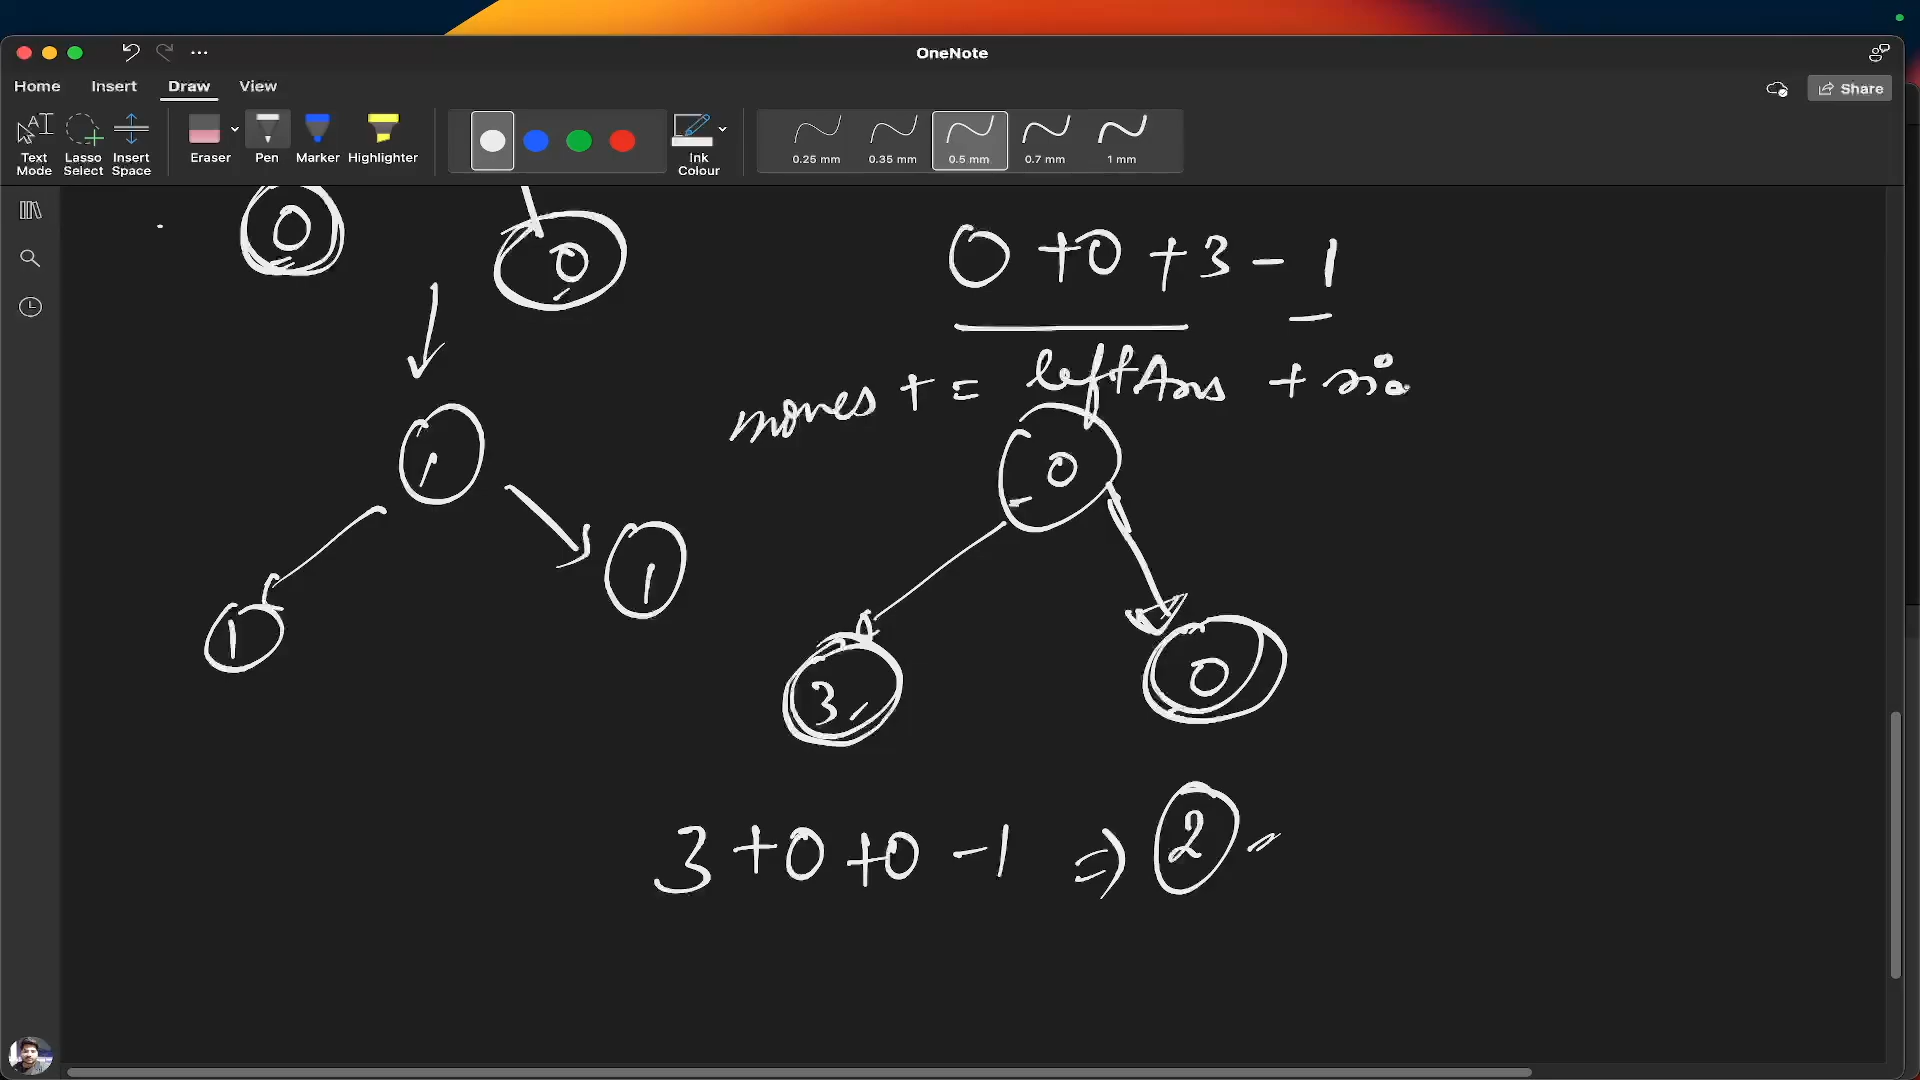 OneNote
Home Insert Draw View
Share
Text Mode
Lasso Select
Insert Space
Eraser
Pen
Marker
Highlighter
Ink Colour
0.25 mm
0.35 mm
0.5 mm
0.7 mm
1 mm
0 0
0 + 0 + 3 - 1
moves + = leftAns +
1
0
1
1
3
0
3 + 0 + 0 - 1 => 2